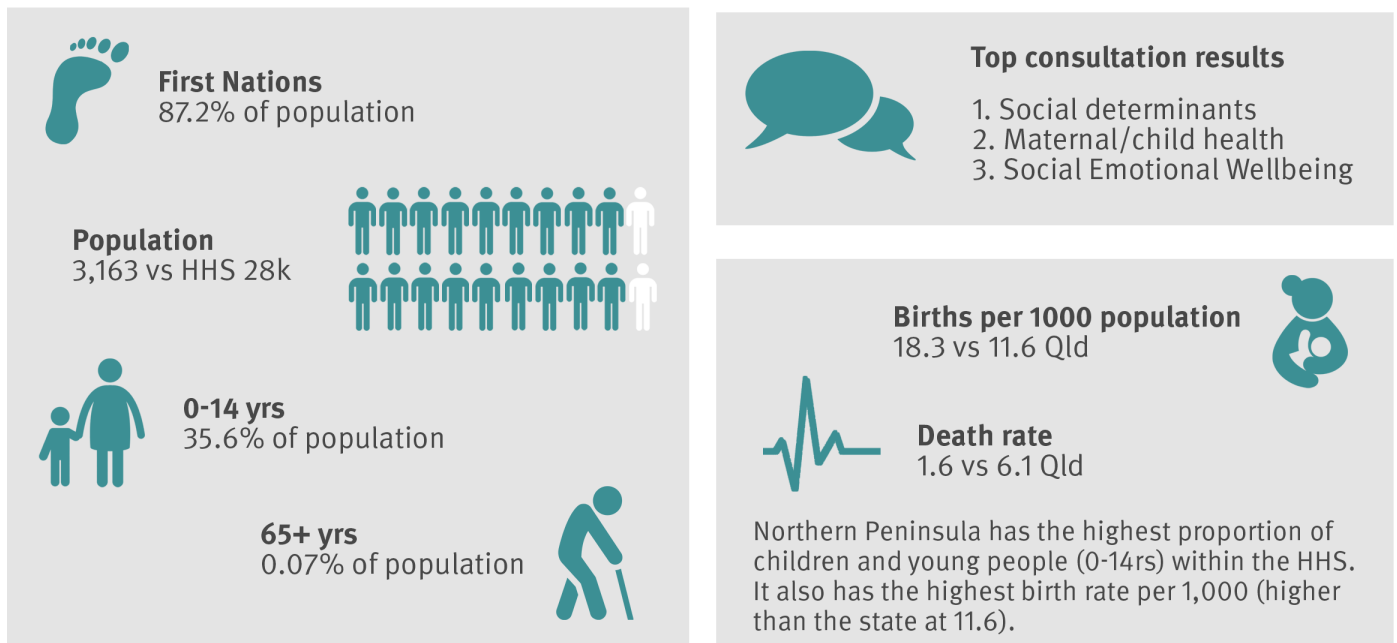 First Nations
87.2% of population
Population
3,163 vs HHS 28k
0-14 yrs
35.6% of population
65+ yrs
0.07% of population
Top consultation results
1. Social determinants
2. Maternal/child health
3. Social Emotional Wellbeing
Births per 1000 population
18.3 vs 11.6 Qld
Death rate
1.6 vs 6.1 Qld
Northern Peninsula has the highest proportion of
children and young people (0-14rs) within the HHS.
It also has the highest birth rate per 1,000 (higher
than the state at 11.6).